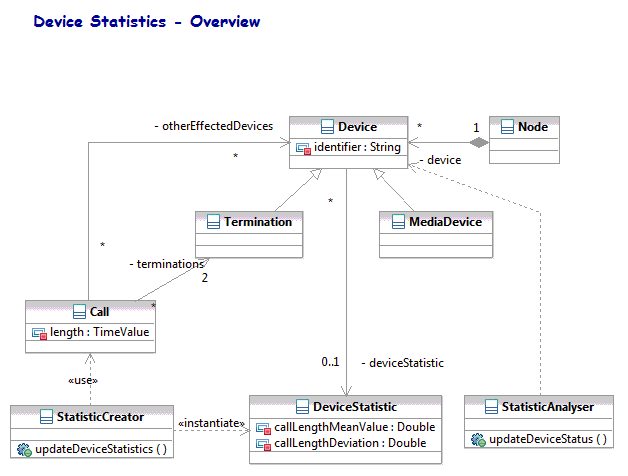 Device Statistics - Overview
- otherEffectedDevices
Device
*
1
Node
identifier : String
*
- device
*
Termination
MediaDevice
*
- terminations
2
Call
*
length : TimeValue
0..1
- deviceStatistic
«use»
DeviceStatistic
StatisticAnalyser
StatisticCreator
«instantiate»
callLengthMeanValue : Double
callLengthDeviation : Double
updateDeviceStatus ( )
updateDeviceStatistics ( )